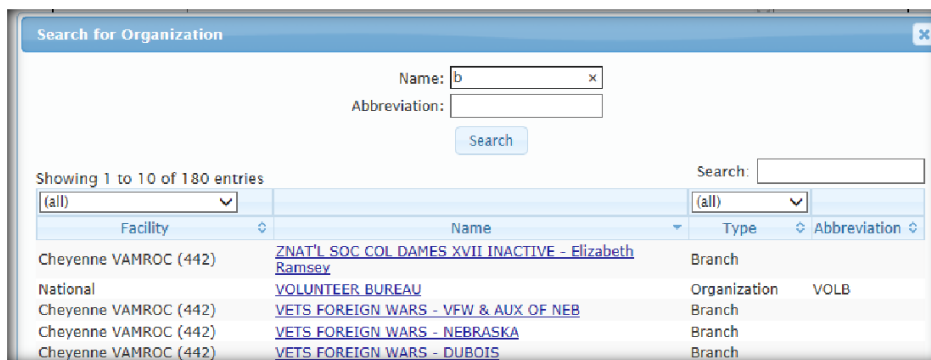 Search for Organization
Name: b ×
Abbreviation:
Search
Showing 1 to 10 of 180 entries Search:
(all) (all)
Facility Name Type Abbreviation
Cheyenne VAMROC (442) ZNAT'L SOC COL DAMES XVII INACTIVE - Elizabeth Ramsey Branch
National VOLUNTEER BUREAU Organization VOLB
Cheyenne VAMROC (442) VETS FOREIGN WARS - VFW & AUX OF NEB Branch
Cheyenne VAMROC (442) VETS FOREIGN WARS - NEBRASKA Branch
Cheyenne VAMROC (442) VETS FOREIGN WARS - DUBOIS Branch